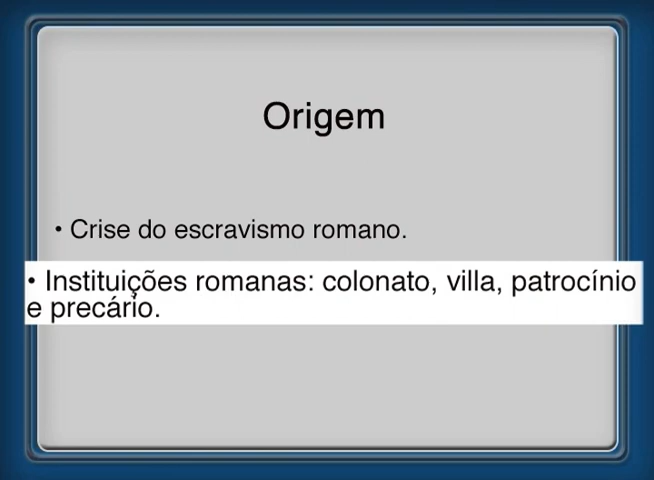 Origem
• Crise do escravismo romano.
• Instituições romanas: colonato, villa, patrocínio
e precário.